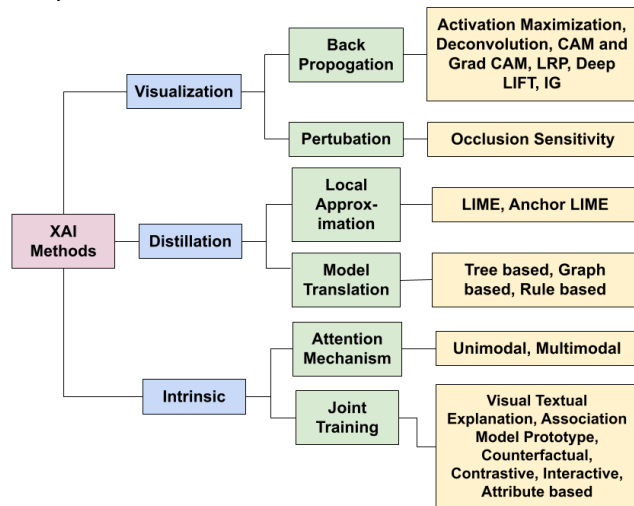 Back
Propogation
Activation Maximization,
Deconvolution, CAM and
Grad CAM, LRP, Deep
LIFT, IG
Visualization
Pertubation
Occlusion Sensitivity
Local
Approx-
imation
LIME, Anchor LIME
XAI
Methods
Distillation
Model
Translation
Tree based, Graph
based, Rule based
Attention
Mechanism
Unimodal, Multimodal
Intrinsic
Joint
Training
Visual Textual
Explanation, Association
Model Prototype,
Counterfactual,
Contrastive, Interactive,
Attribute based